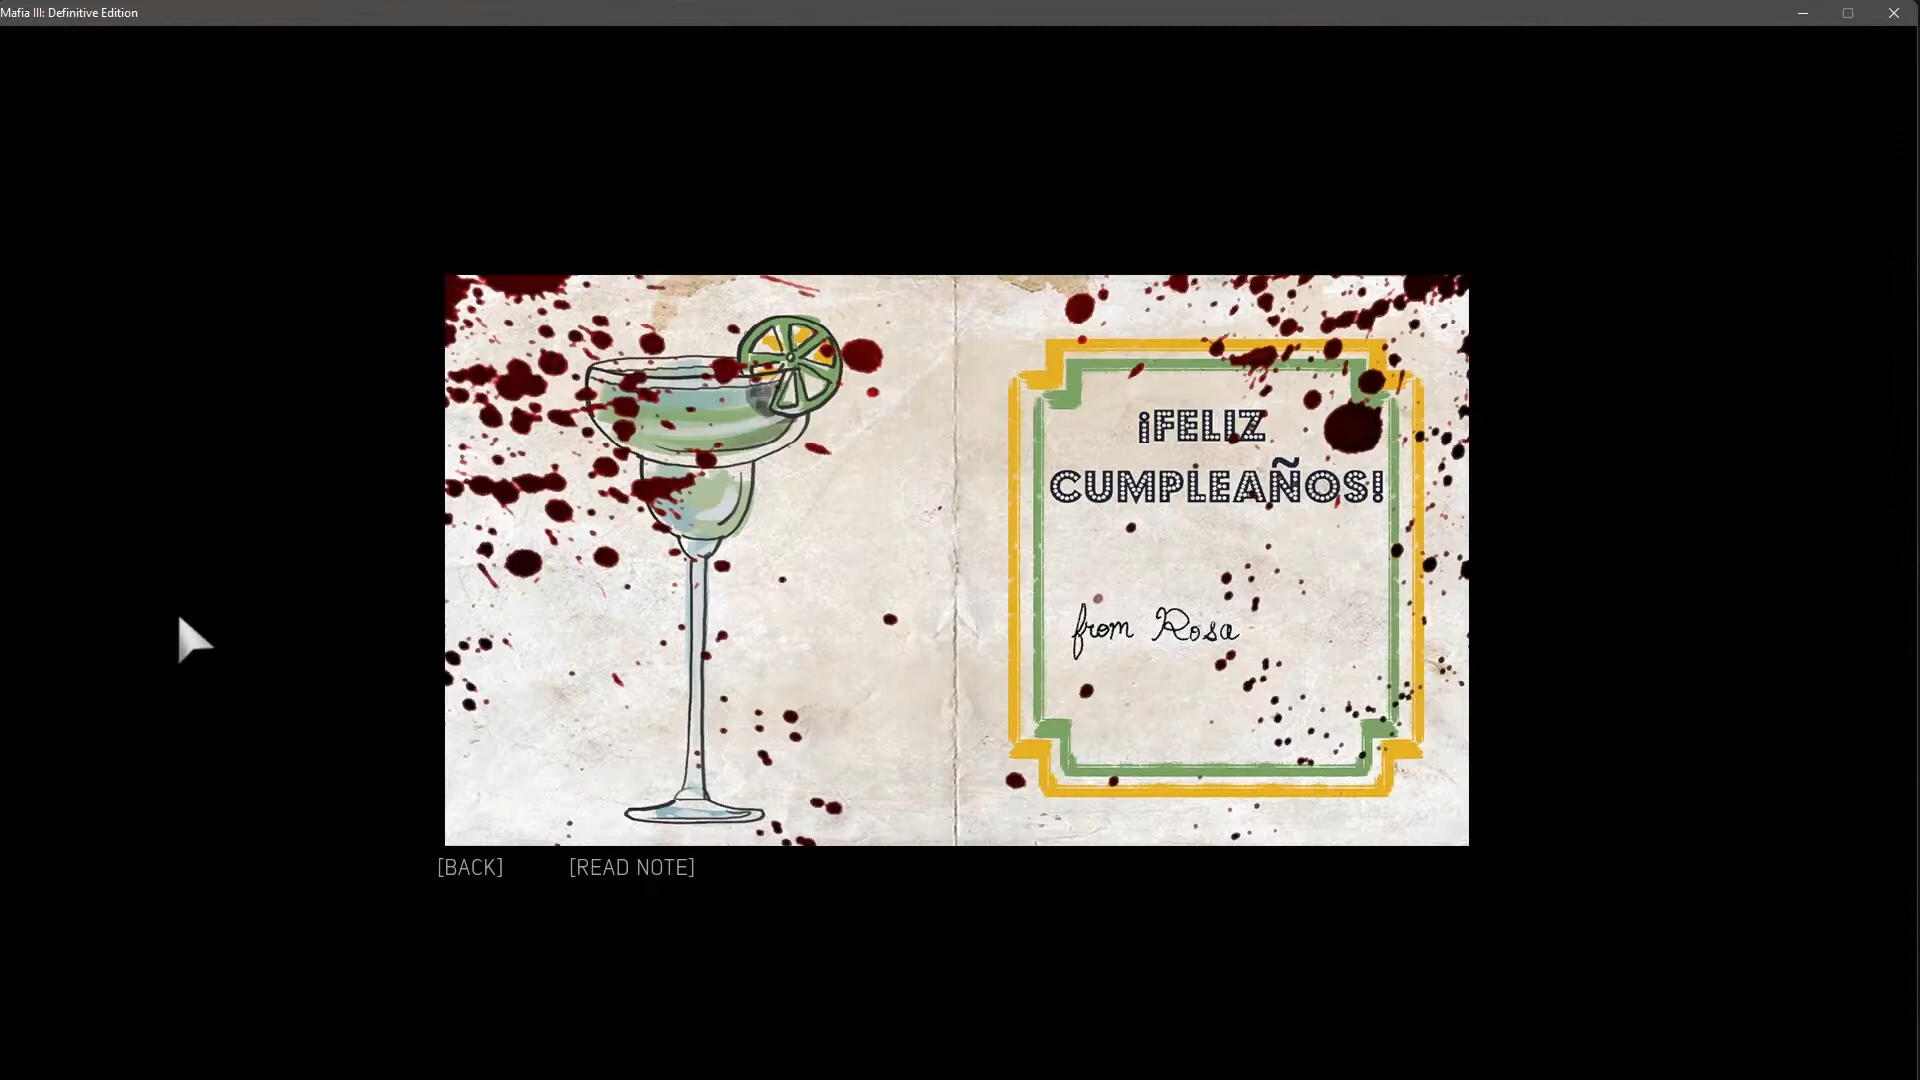 Mafia III: Definitive Edition
¡FELIZ
CUMPLEAÑOS!
from Rosa
[BACK] [READ NOTE]